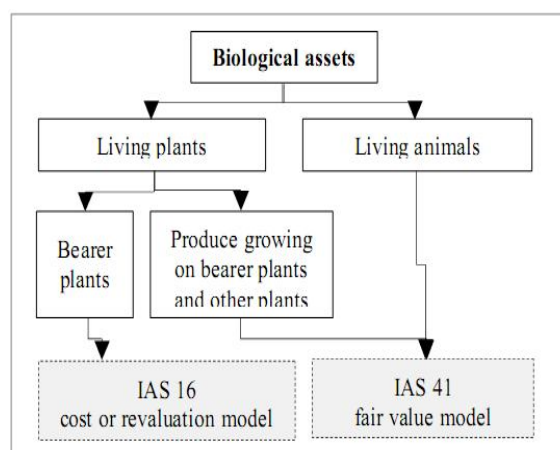 Biological assets
Living plants
Living animals
Bearer
plants
Produce growing
on bearer plants
and other plants
IAS 16
cost or revaluation model
IAS 41
fair value model